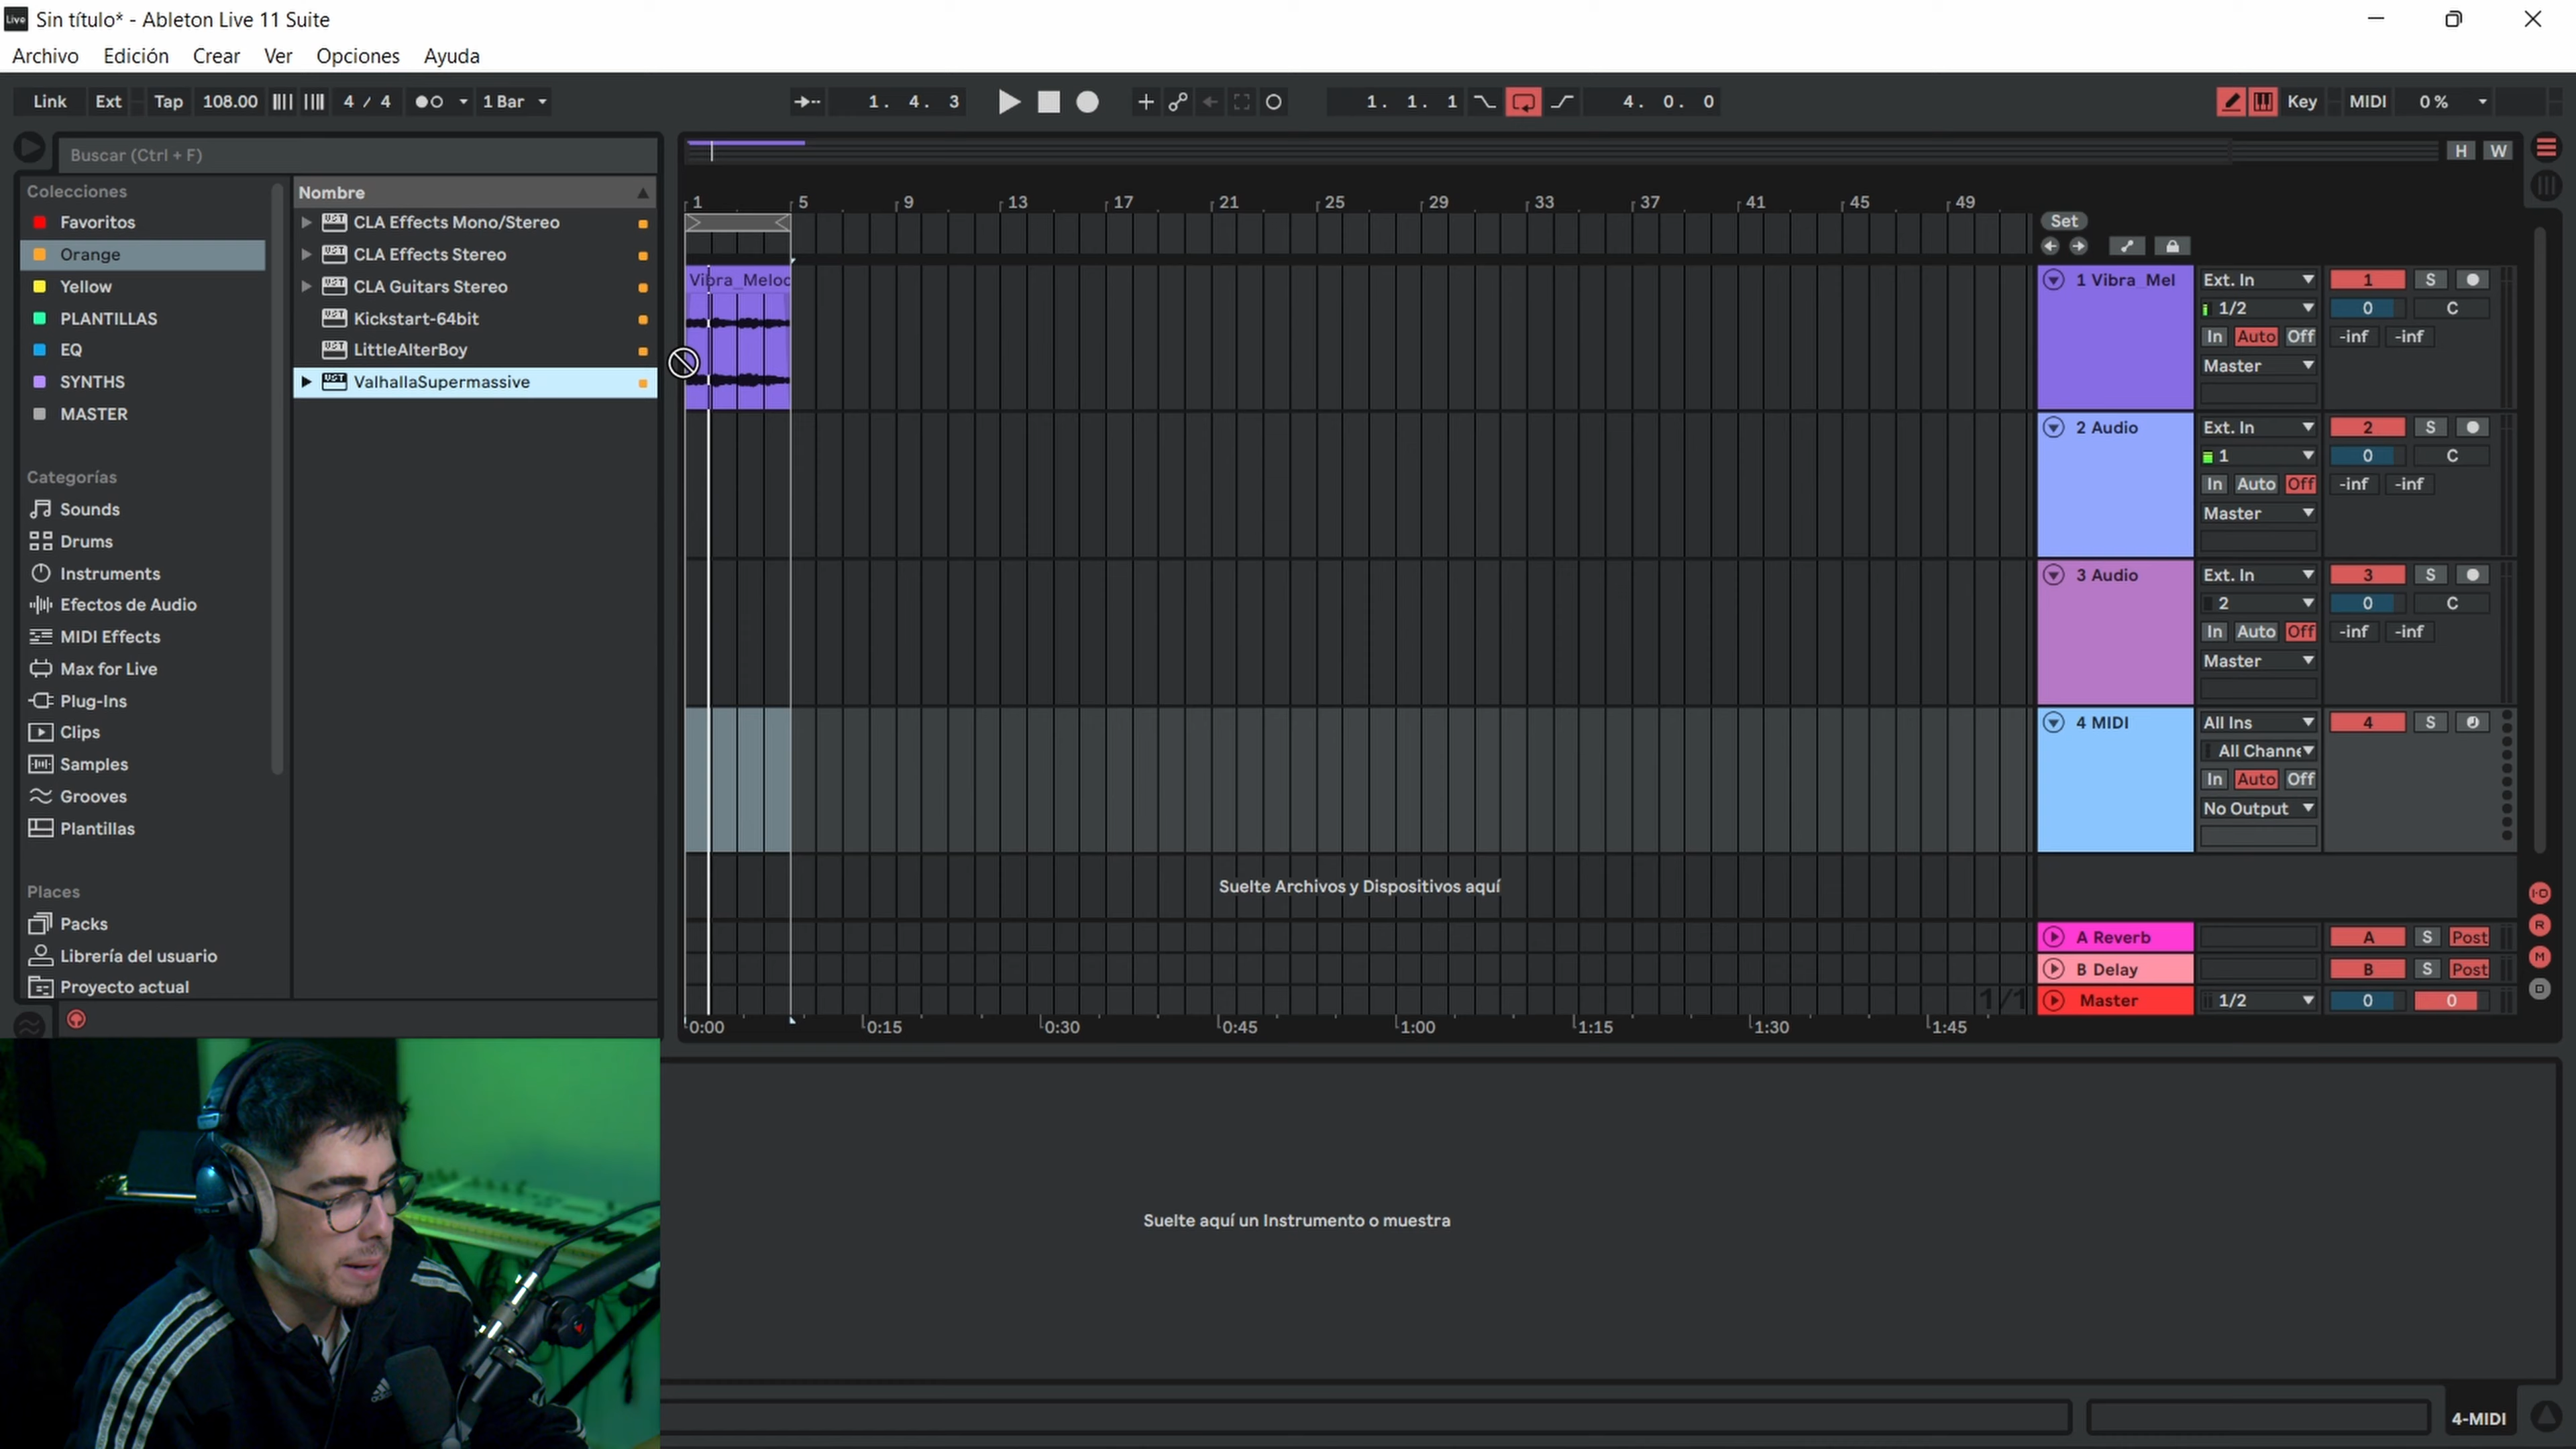 Live Sin título* - Ableton Live 11 Suite
Archivo Edición Crear Ver Opciones Ayuda
Link Ext Tap 108.00 4 / 4 1 Bar 1. 4. 3 1. 1. 1 4. 0. 0 Key MIDI 0 %
Buscar (Ctrl + F)
H W
Colecciones
Favoritos
Orange
Yellow
PLANTILLAS
EQ
SYNTHS
MASTER
Categorías
Sounds
Drums
Instruments
Efectos de Audio
MIDI Effects
Max for Live
Plug-Ins
Clips
Samples
Grooves
Plantillas
Places
Packs
Librería del usuario
Proyecto actual
Nombre
CLA Effects Mono/Stereo
CLA Effects Stereo
CLA Guitars Stereo
Kickstart-64bit
LittleAlterBoy
ValhallaSupermassive
1 5 9 13 17 21 25 29 33 37 41 45 49
Set
Vibra_Meloc
1 Vibra_Mel Ext. In 1 S
1/2 0 C
In Auto Off -inf -inf
Master
2 Audio Ext. In 2 S
1 0 C
In Auto Off -inf -inf
Master
3 Audio Ext. In 3 S
2 0 C
In Auto Off -inf -inf
Master
4 MIDI All Ins 4 S
All Channe
In Auto Off
No Output
Suelte Archivos y Dispositivos aquí
A Reverb A S Post
B Delay B S Post
1/1 Master 1/2 0 0
I·O
R
M
D
0:00 0:15 0:30 0:45 1:00 1:15 1:30 1:45
Suelte aquí un Instrumento o muestra
adidas
4-MIDI